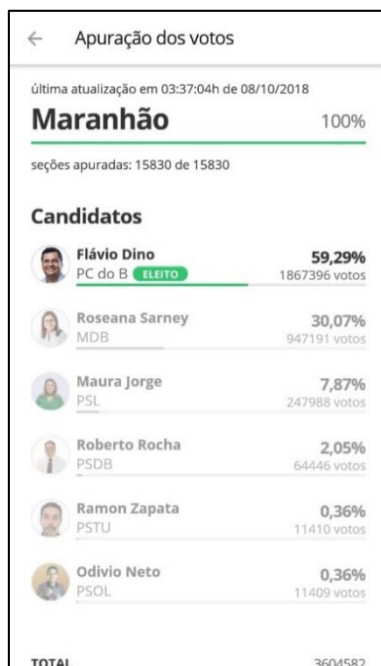 Apuração dos votos
última atualização em 03:37:04h de 08/10/2018
Maranhão 100%
seções apuradas: 15830 de 15830
Candidatos
Flávio Dino 59,29%
PC do B ELEITO 1867396 votos
Roseana Sarney 30,07%
MDB 947191 votos
Maura Jorge 7,87%
PSL 247988 votos
Roberto Rocha 2,05%
PSDB 64446 votos
Ramon Zapata 0,36%
PSTU 11410 votos
Odívio Neto 0,36%
PSOL 11409 votos
TOTAL 3604582